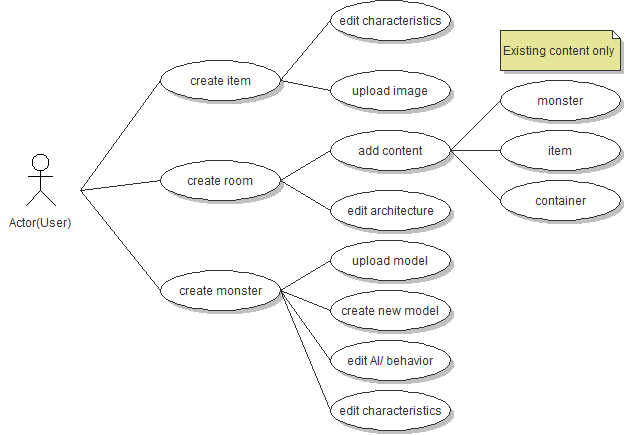 edit characteristics
Existing content only
create item
upload image
monster
add content
item
create room
container
edit architecture
Actor(User)
upload model
create monster
create new model
edit AI/ behavior
edit characteristics